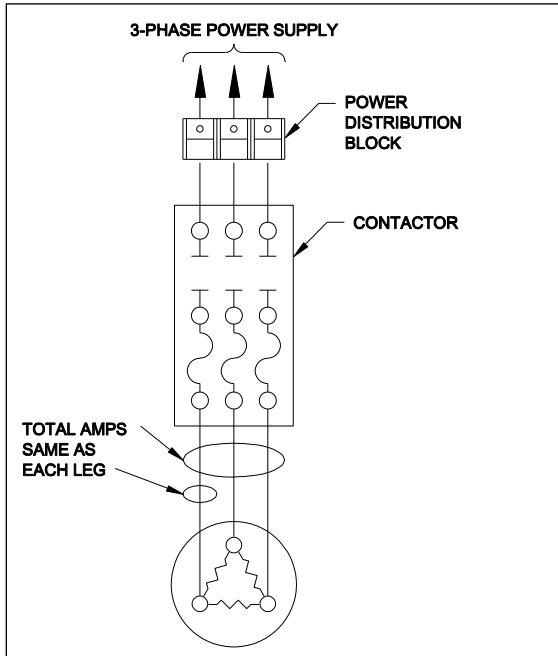 3-PHASE POWER SUPPLY
POWER
DISTRIBUTION
BLOCK
CONTACTOR
TOTAL AMPS
SAME AS
EACH LEG